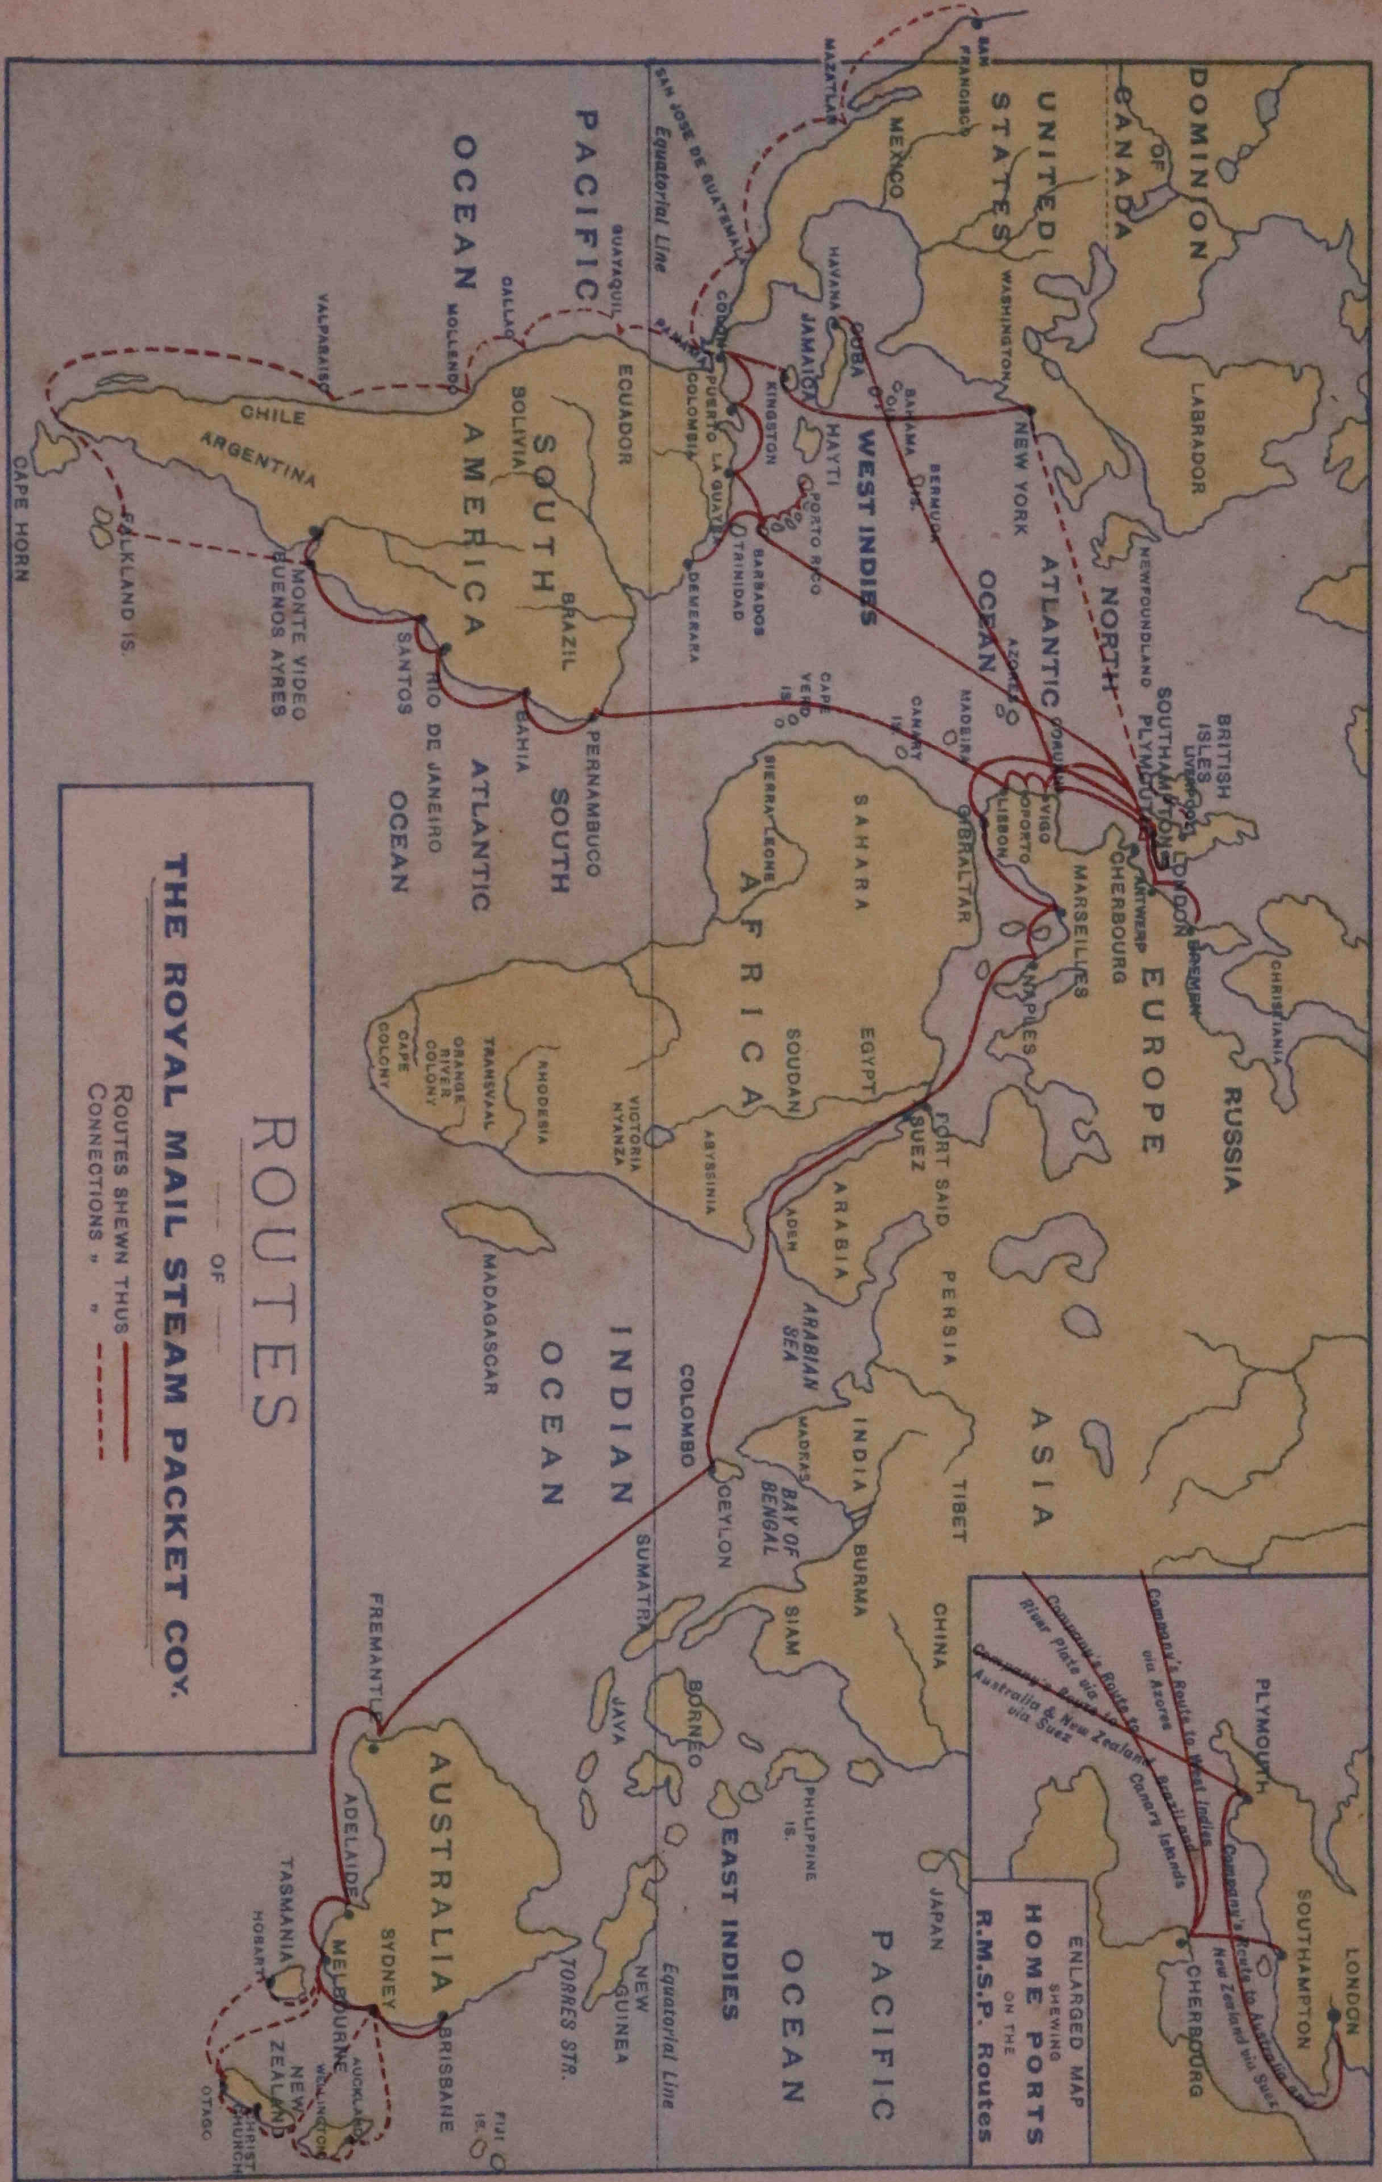 DOMINION
OF
CANADA
LABRADOR
UNITED
STATES
SAN
FRANCISCO
WASHINGTON
NEW YORK
NEWFOUNDLAND
MEXICO
MAZATLAN
HAVANA
CUBA
JAMAICA
BAHAMA
IS.
BERMUDA
WEST INDIES
HAYTI
PORTO RICO
KINGSTON
SAN JOSÉ DE GUATEMALA
COLON
PANAMA
PUERTO
COLOMBIA
LA GUAYRA
BARBADOS
TRINIDAD
DEMERARA
Equatorial Line
PACIFIC
OCEAN
GUAYAQUIL
CALLAO
MOLLENDO
VALPARAISO
ECUADOR
BOLIVIA
SOUTH
AMERICA
BRAZIL
CHILE
ARGENTINA
CAPE HORN
FALKLAND IS.
MONTE VIDEO
BUENOS AYRES
SANTOS
RIO DE JANEIRO
BAHIA
PERNAMBUCO
SOUTH
ATLANTIC
OCEAN
NORTH
ATLANTIC
OCEAN
AZORES
MADEIRA
CANARY
IS.
CAPE
VERD
IS.
BRITISH
ISLES
LIVERPOOL
SOUTHAMPTON
PLYMOUTH
LONDON
CORUNNA
VIGO
OPORTO
LISBON
GIBRALTAR
CHERBOURG
ANTWERP
BREMEN
CHRISTIANIA
MARSEILLES
NAPLES
EUROPE
RUSSIA
SAHARA
SIERRA LEONE
AFRICA
EGYPT
SOUDAN
ABYSSINIA
VICTORIA
NYANZA
RHODESIA
TRANSVAAL
ORANGE
RIVER
COLONY
CAPE
COLONY
MADAGASCAR
PORT SAID
SUEZ
ARABIA
ADEN
PERSIA
ARABIAN
SEA
ASIA
TIBET
INDIA
MADRAS
BAY OF
BENGAL
BURMA
SIAM
CHINA
COLOMBO
CEYLON
INDIAN
OCEAN
SUMATRA
JAVA
BORNEO
PHILIPPINE
IS.
EAST INDIES
JAPAN
PACIFIC
OCEAN
Equatorial Line
NEW
GUINEA
TORRES STR.
FIJI
IS.
FREMANTLE
AUSTRALIA
ADELAIDE
MELBOURNE
SYDNEY
BRISBANE
TASMANIA
HOBART
NEW
ZEALAND
AUCKLAND
WELLINGTON
CHRIST
CHURCH
OTAGO
LONDON
SOUTHAMPTON
PLYMOUTH
CHERBOURG
Company's Route to West Indies
via Azores
Company's Route to Brazil and
River Plate via Canary Islands
Company's Route to
Australia & New Zealand
via Suez
Company's Route to Australia and
New Zealand via Suez
ENLARGED MAP
SHEWING
HOME PORTS
ON THE
R.M.S.P. Routes
ROUTES
OF
THE ROYAL MAIL STEAM PACKET COY.
ROUTES SHEWN THUS
CONNECTIONS " "